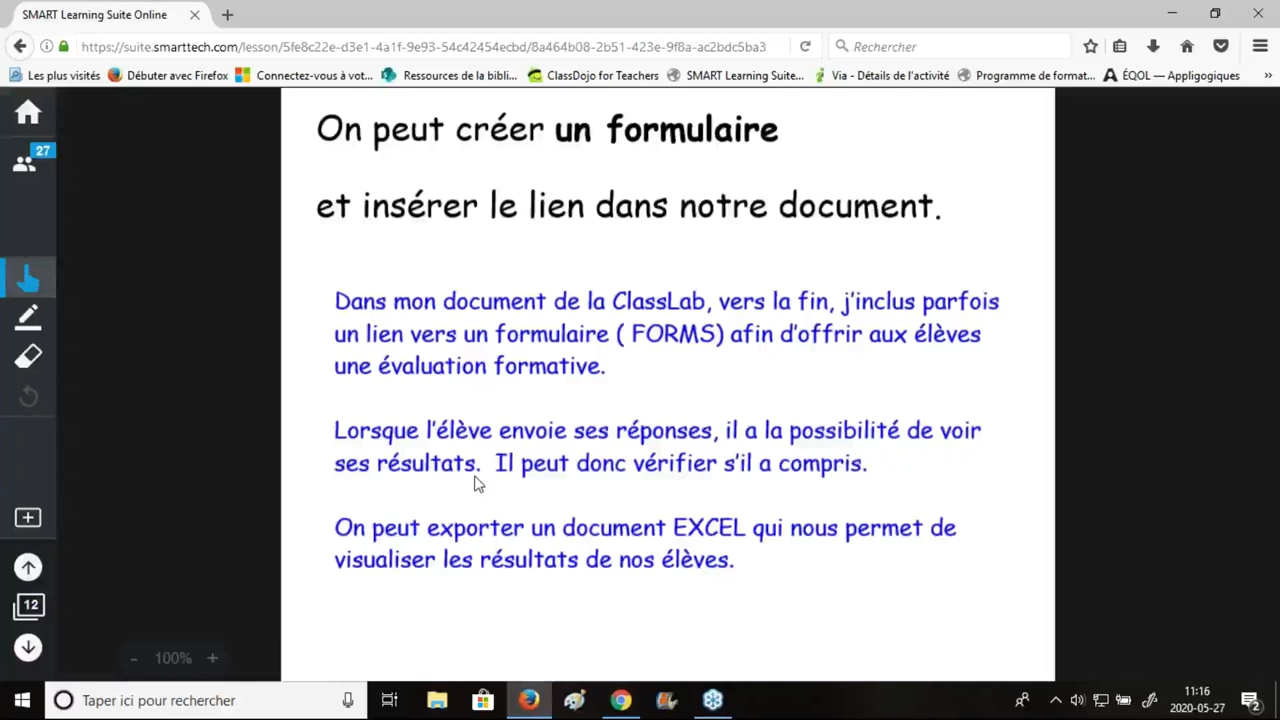 SMART Learning Suite Online
https://suite.smarttech.com/lesson/5fe8c22e-d3e1-4a1f-9e93-54c42454ecbd/8a464b08-2b51-423e-9f8a-ac2bdc5ba3
Rechercher
Les plus visités Débuter avec Firefox Connectez-vous à vot... Ressources de la bibli... ClassDojo for Teachers SMART Learning Suite... Via - Détails de l'activité Programme de format... ÉQOL — Appligogiques
27
On peut créer un formulaire
et insérer le lien dans notre document.
Dans mon document de la ClassLab, vers la fin, j'inclus parfois
un lien vers un formulaire ( FORMS) afin d'offrir aux élèves
une évaluation formative.
Lorsque l'élève envoie ses réponses, il a la possibilité de voir
ses résultats. Il peut donc vérifier s'il a compris.
On peut exporter un document EXCEL qui nous permet de
visualiser les résultats de nos élèves.
12
- 100% +
Taper ici pour rechercher
11:16
2020-05-27
2